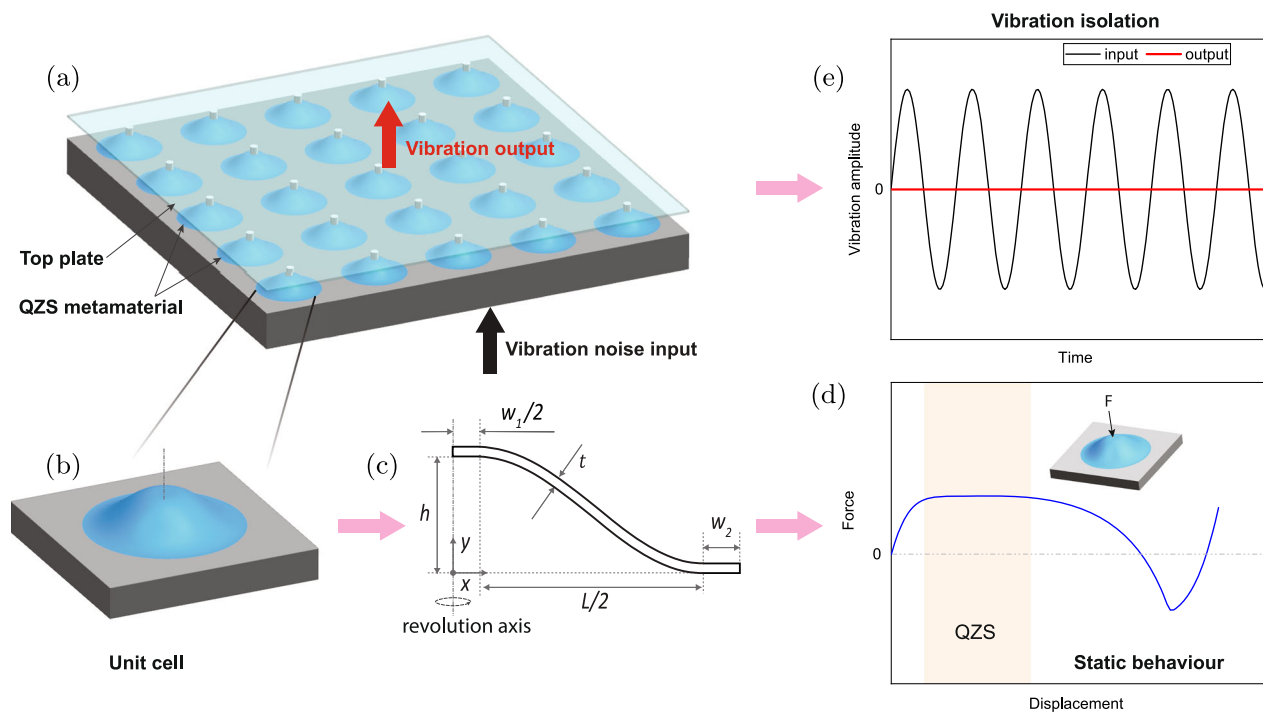 (a)
Vibration output
Top plate
QZS metamaterial
Vibration noise input
(b)
Unit cell
(c)
w₁/2
t
h
w₂
y
x
L/2
revolution axis
(e)
Vibration isolation
input
output
Vibration amplitude
0
Time
(d)
F
Force
0
QZS
Static behaviour
Displacement